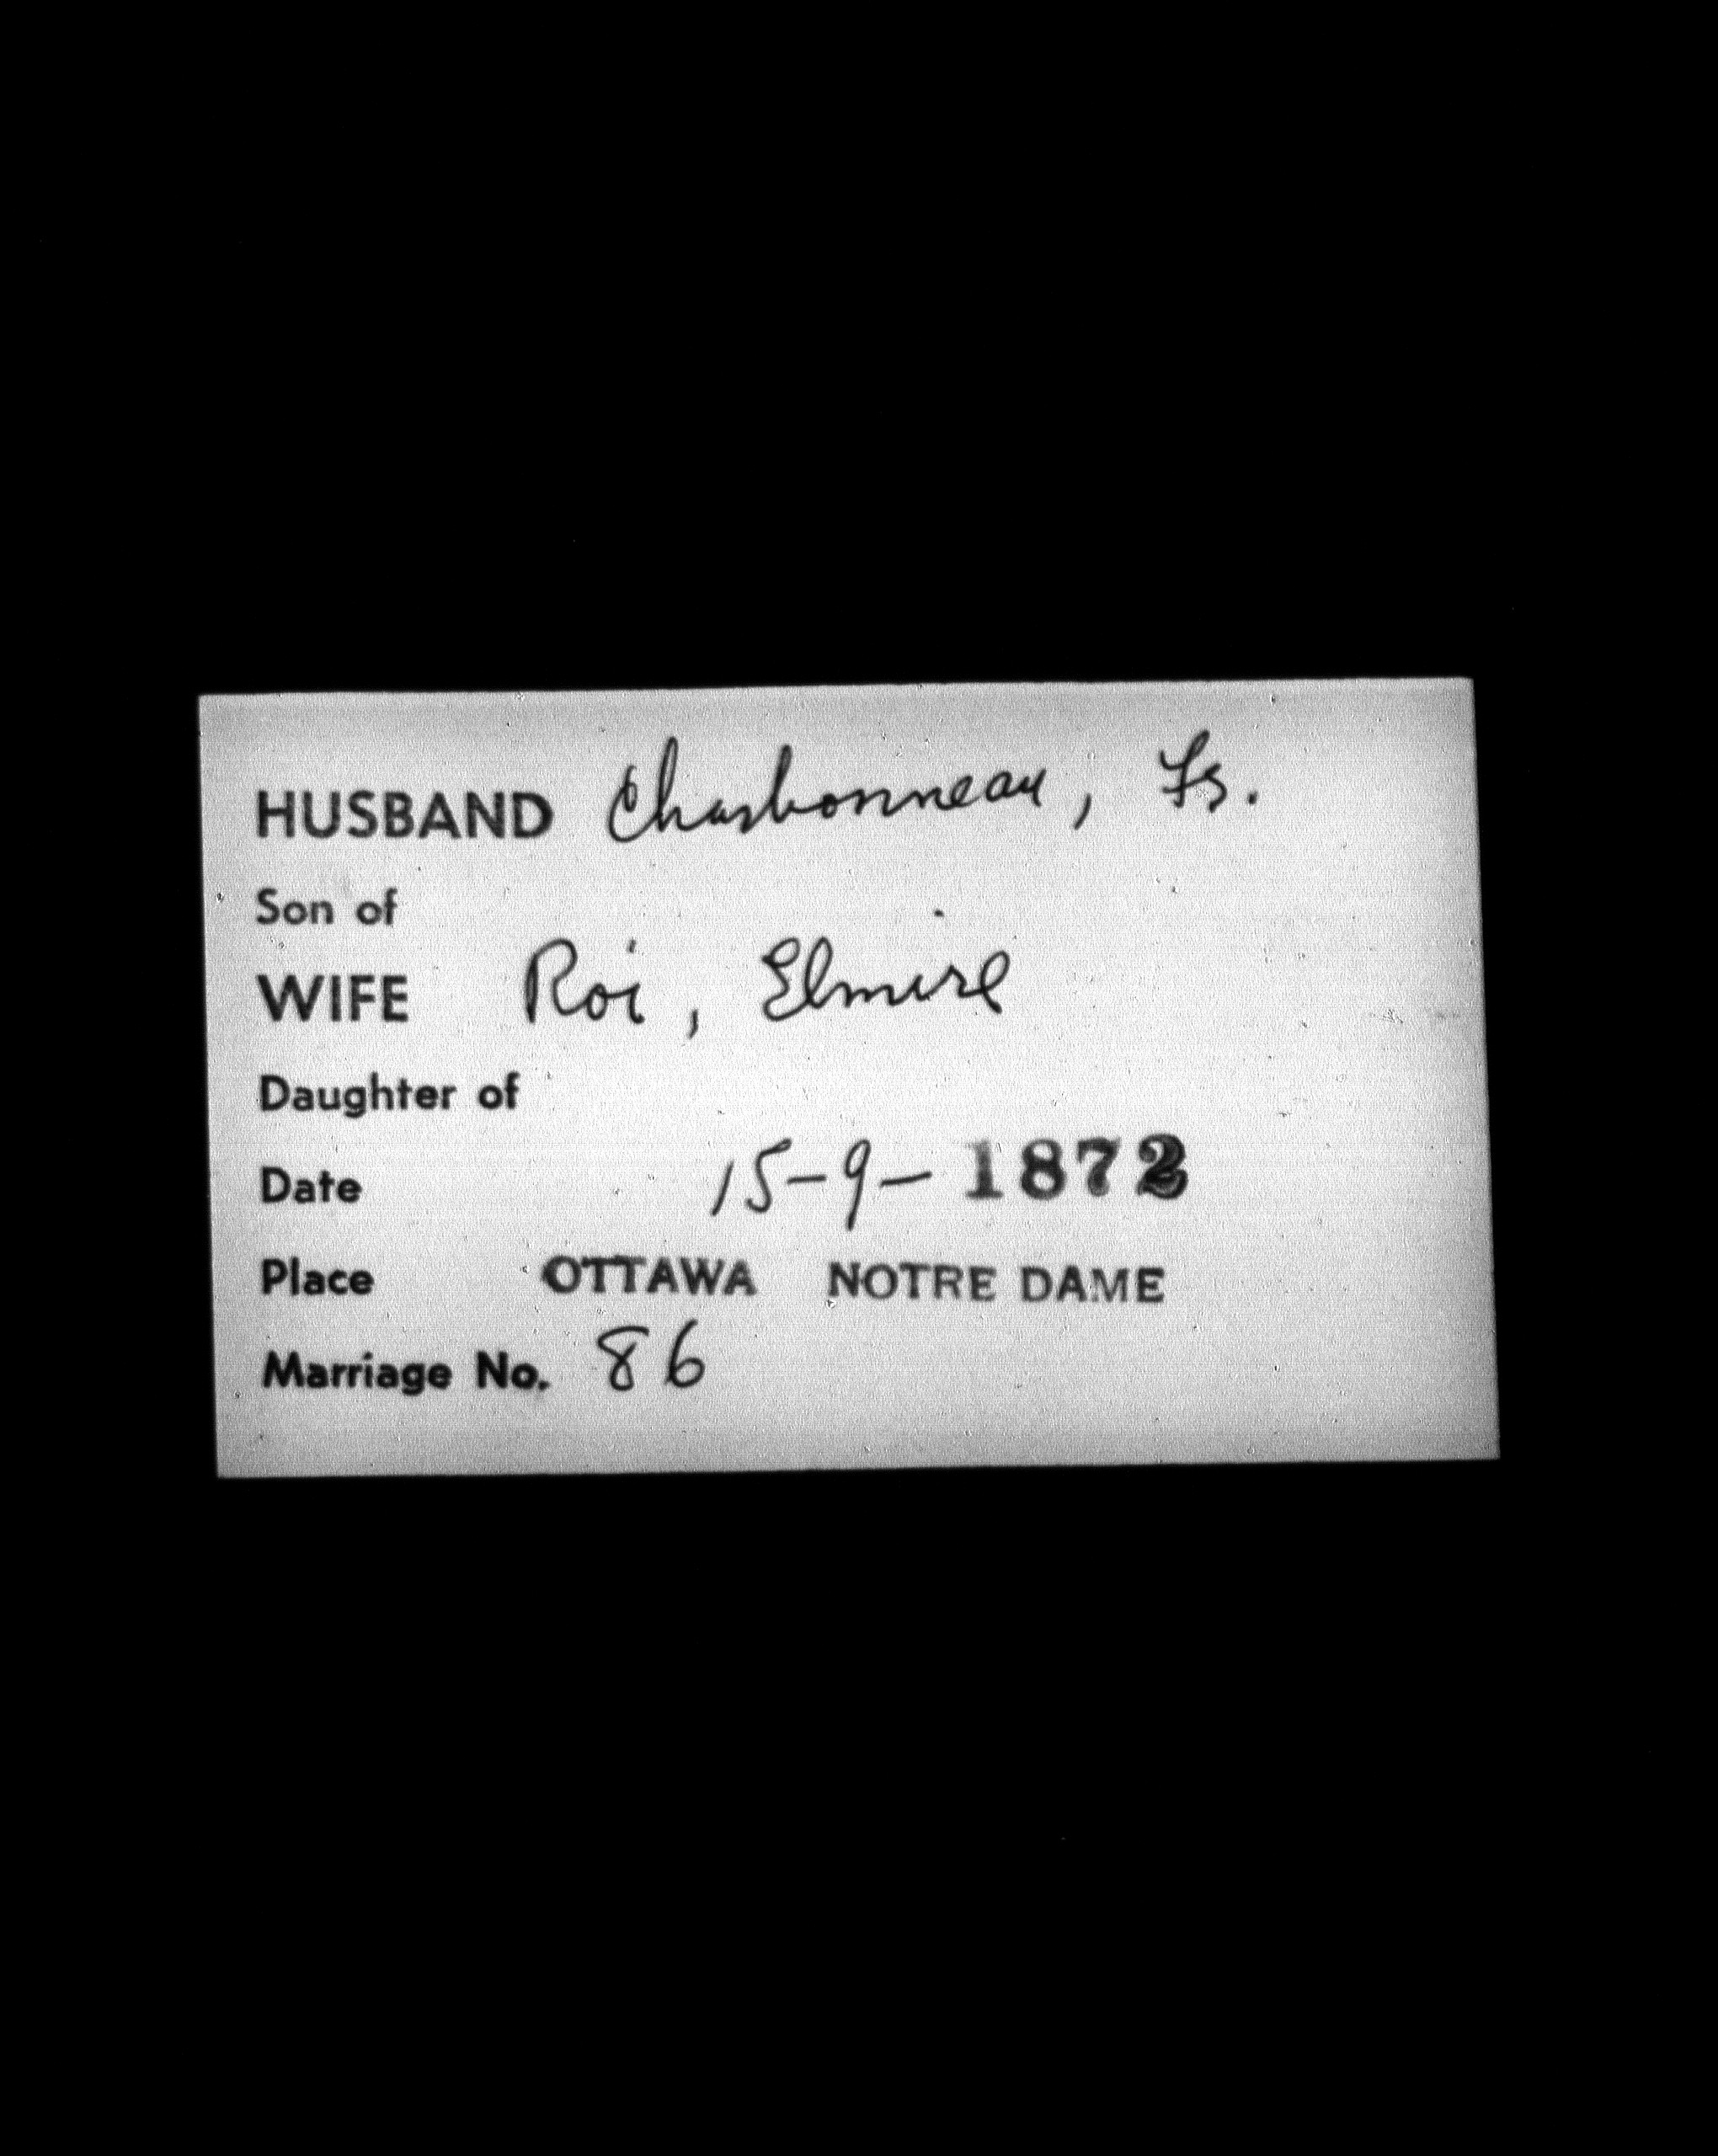 HUSBAND Charbonneau, Fs.
Son of
WIFE Roi, Elmire
Daughter of
Date 15-9-1872
Place OTTAWA NOTRE DAME
Marriage No. 86